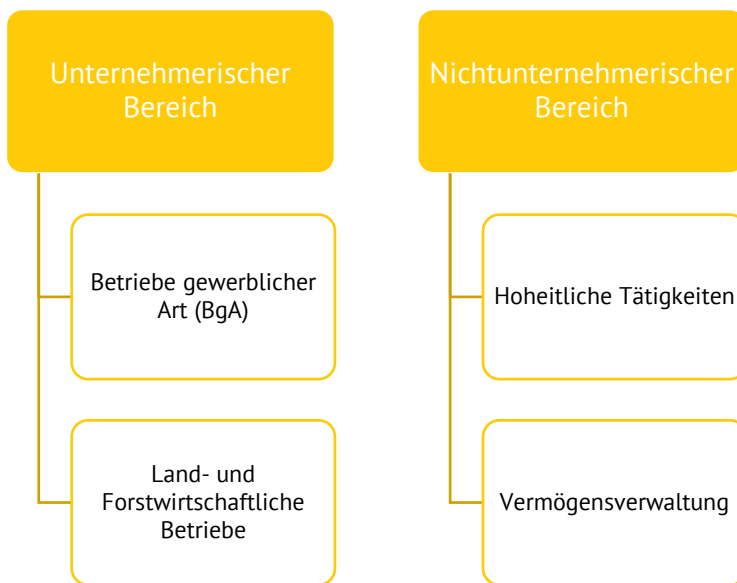 Unternehmerischer
Bereich
Betriebe gewerblicher
Art (BgA)
Land- und
Forstwirtschaftliche
Betriebe
Nichtunternehmerischer
Bereich
Hoheitliche Tätigkeiten
Vermögensverwaltung